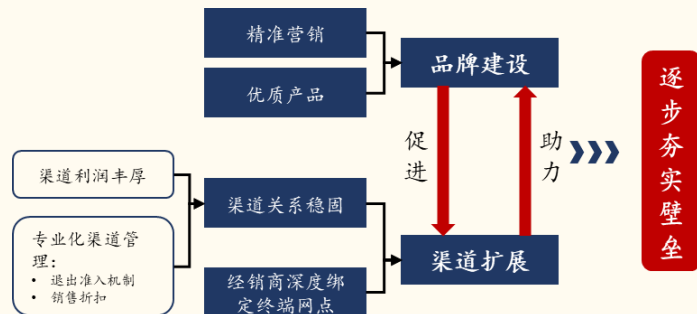 精准营销
优质产品
品牌建设
促进
助力
逐步夯实壁垒
渠道利润丰厚
专业化渠道管
理：
• 退出准入机制
• 销售折扣
渠道关系稳固
经销商深度绑
定终端网点
渠道扩展